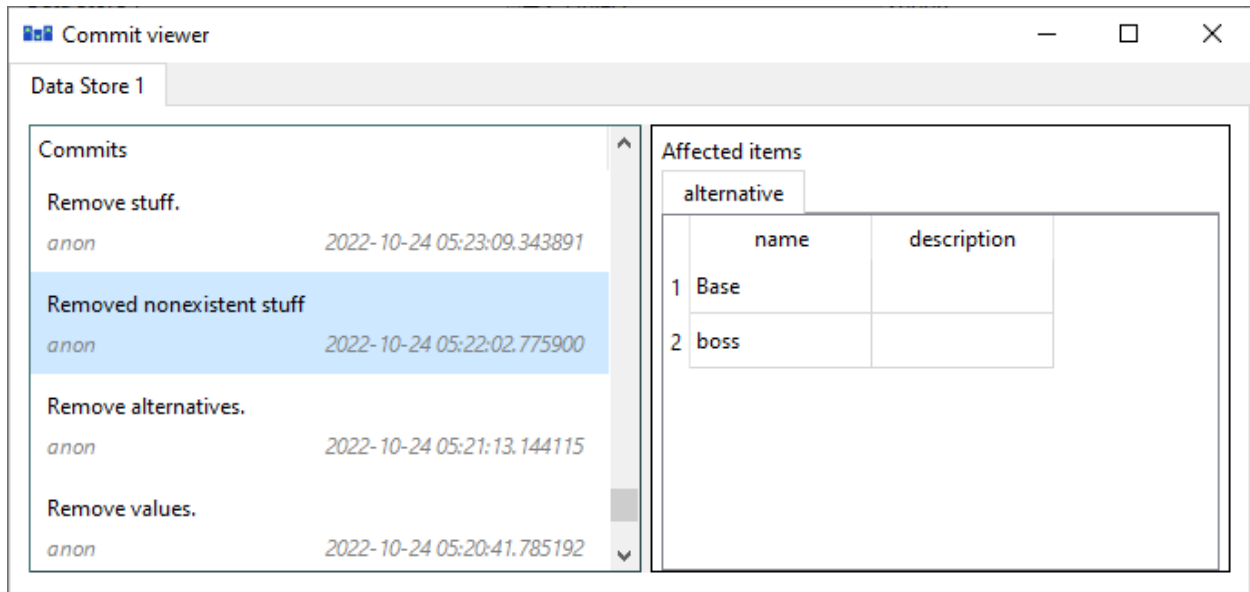 Commit viewer
Data Store 1
Commits
Remove stuff.
anon 2022-10-24 05:23:09.343891
Removed nonexistent stuff
anon 2022-10-24 05:22:02.775900
Remove alternatives.
anon 2022-10-24 05:21:13.144115
Remove values.
anon 2022-10-24 05:20:41.785192
Affected items
alternative
name description
1 Base
2 boss